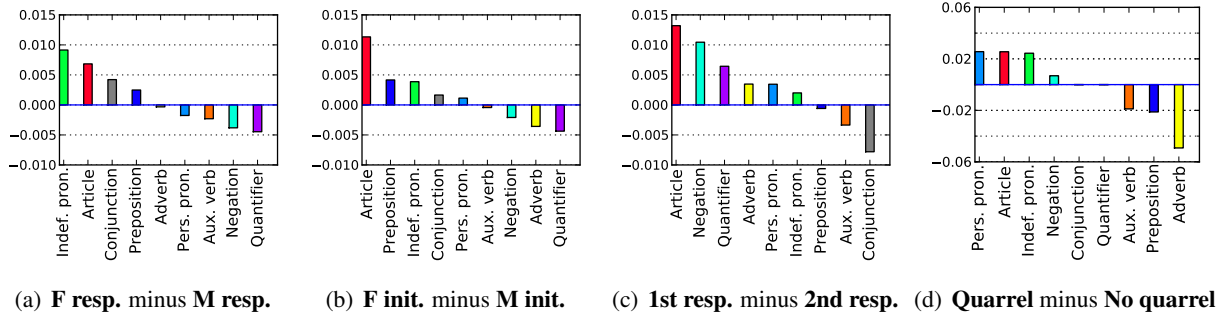 0.015
0.010
0.005
0.000
−0.005
−0.010
Indef. pron.
Article
Conjunction
Preposition
Adverb
Pers. pron.
Aux. verb
Negation
Quantifier
(a) F resp. minus M resp.
0.015
0.010
0.005
0.000
−0.005
−0.010
Article
Preposition
Indef. pron.
Conjunction
Pers. pron.
Aux. verb
Negation
Adverb
Quantifier
(b) F init. minus M init.
0.015
0.010
0.005
0.000
−0.005
−0.010
Article
Negation
Quantifier
Adverb
Pers. pron.
Indef. pron.
Preposition
Aux. verb
Conjunction
(c) 1st resp. minus 2nd resp.
0.06
0.02
−0.02
−0.06
Pers. pron.
Article
Indef. pron.
Negation
Conjunction
Quantifier
Aux. verb
Preposition
Adverb
(d) Quarrel minus No quarrel